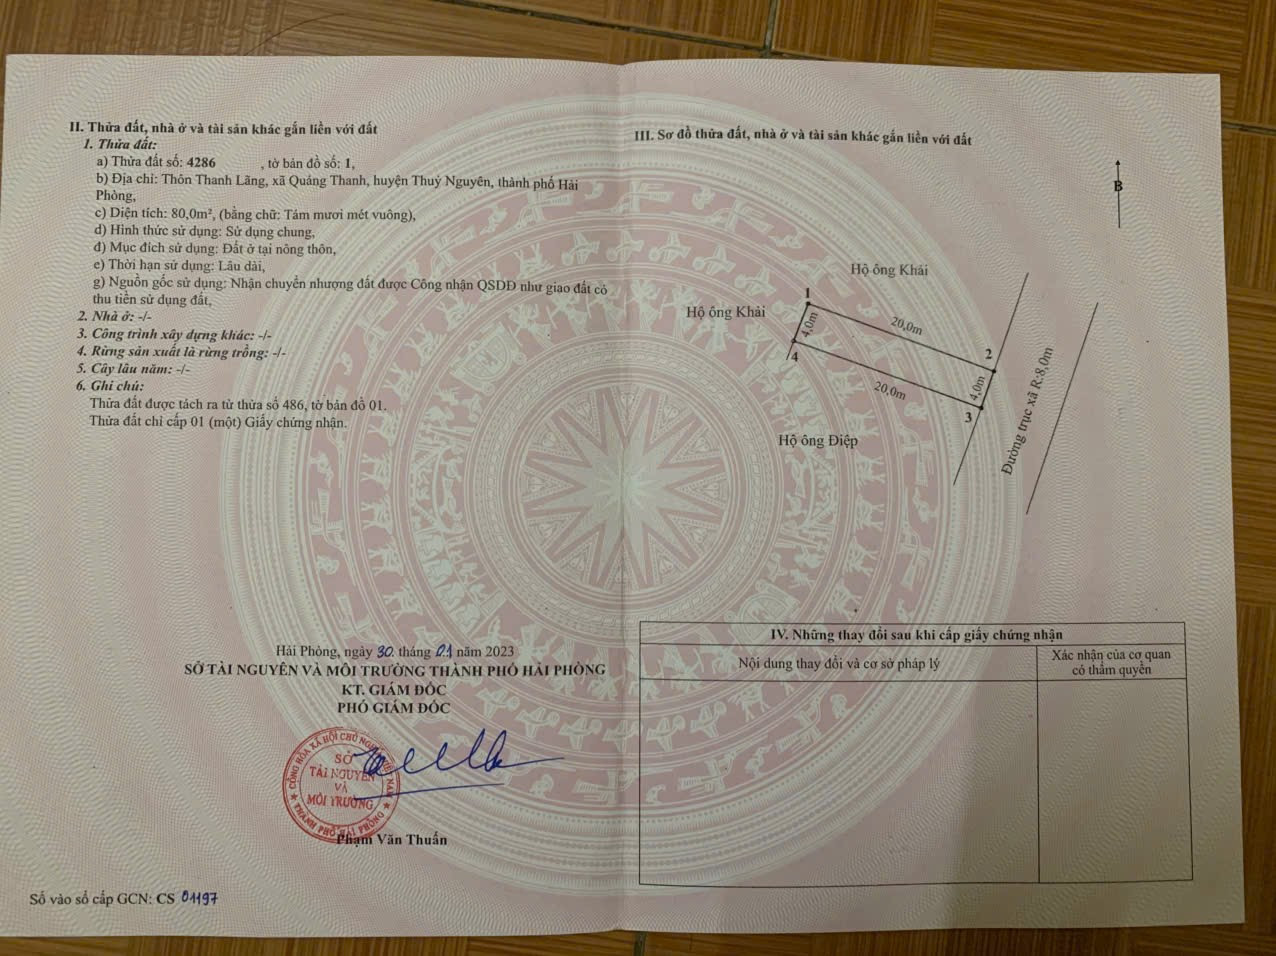 II. Thửa đất, nhà ở và tài sản khác gắn liền với đất
1. Thửa đất:
a) Thửa đất số: 4286 , tờ bản đồ số: 1,
b) Địa chỉ: Thôn Thanh Lãng, xã Quảng Thanh, huyện Thuỷ Nguyên, thành phố Hải
Phòng,
c) Diện tích: 80,0m², (bằng chữ: Tám mươi mét vuông),
d) Hình thức sử dụng: Sử dụng chung,
đ) Mục đích sử dụng: Đất ở tại nông thôn,
e) Thời hạn sử dụng: Lâu dài,
g) Nguồn gốc sử dụng: Nhận chuyển nhượng đất được Công nhận QSDĐ như giao đất có
thu tiền sử dụng đất,
2. Nhà ở: -/-
3. Công trình xây dựng khác: -/-
4. Rừng sản xuất là rừng trồng: -/-
5. Cây lâu năm: -/-
6. Ghi chú:
Thửa đất được tách ra từ thửa số 486, tờ bản đồ 01.
Thửa đất chỉ cấp 01 (một) Giấy chứng nhận.
Hải Phòng, ngày 30 tháng 01 năm 2023
SỞ TÀI NGUYÊN VÀ MÔI TRƯỜNG THÀNH PHỐ HẢI PHÒNG
KT. GIÁM ĐỐC
PHÓ GIÁM ĐỐC
CỘNG HÒA XÃ HỘI CHỦ NGHĨA VIỆT NAM
SỞ
TÀI NGUYÊN
VÀ
MÔI TRƯỜNG
THÀNH PHỐ HẢI PHÒNG
Phạm Văn Thuấn
Số vào sổ cấp GCN: CS 01197
III. Sơ đồ thửa đất, nhà ở và tài sản khác gắn liền với đất
B
Hộ ông Khải
Hộ ông Khải
1
20,0m
4,0m
2
4
20,0m
4,0m
3
Đường trục xã R:8,0m
Hộ ông Điệp
IV. Những thay đổi sau khi cấp giấy chứng nhận
Nội dung thay đổi và cơ sở pháp lý
Xác nhận của cơ quan
có thẩm quyền